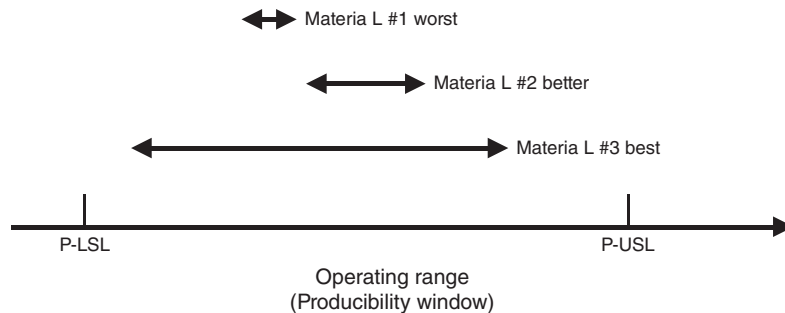 Materia L #1 worst
Materia L #2 better
Materia L #3 best
P-LSL
P-USL
Operating range
(Producibility window)